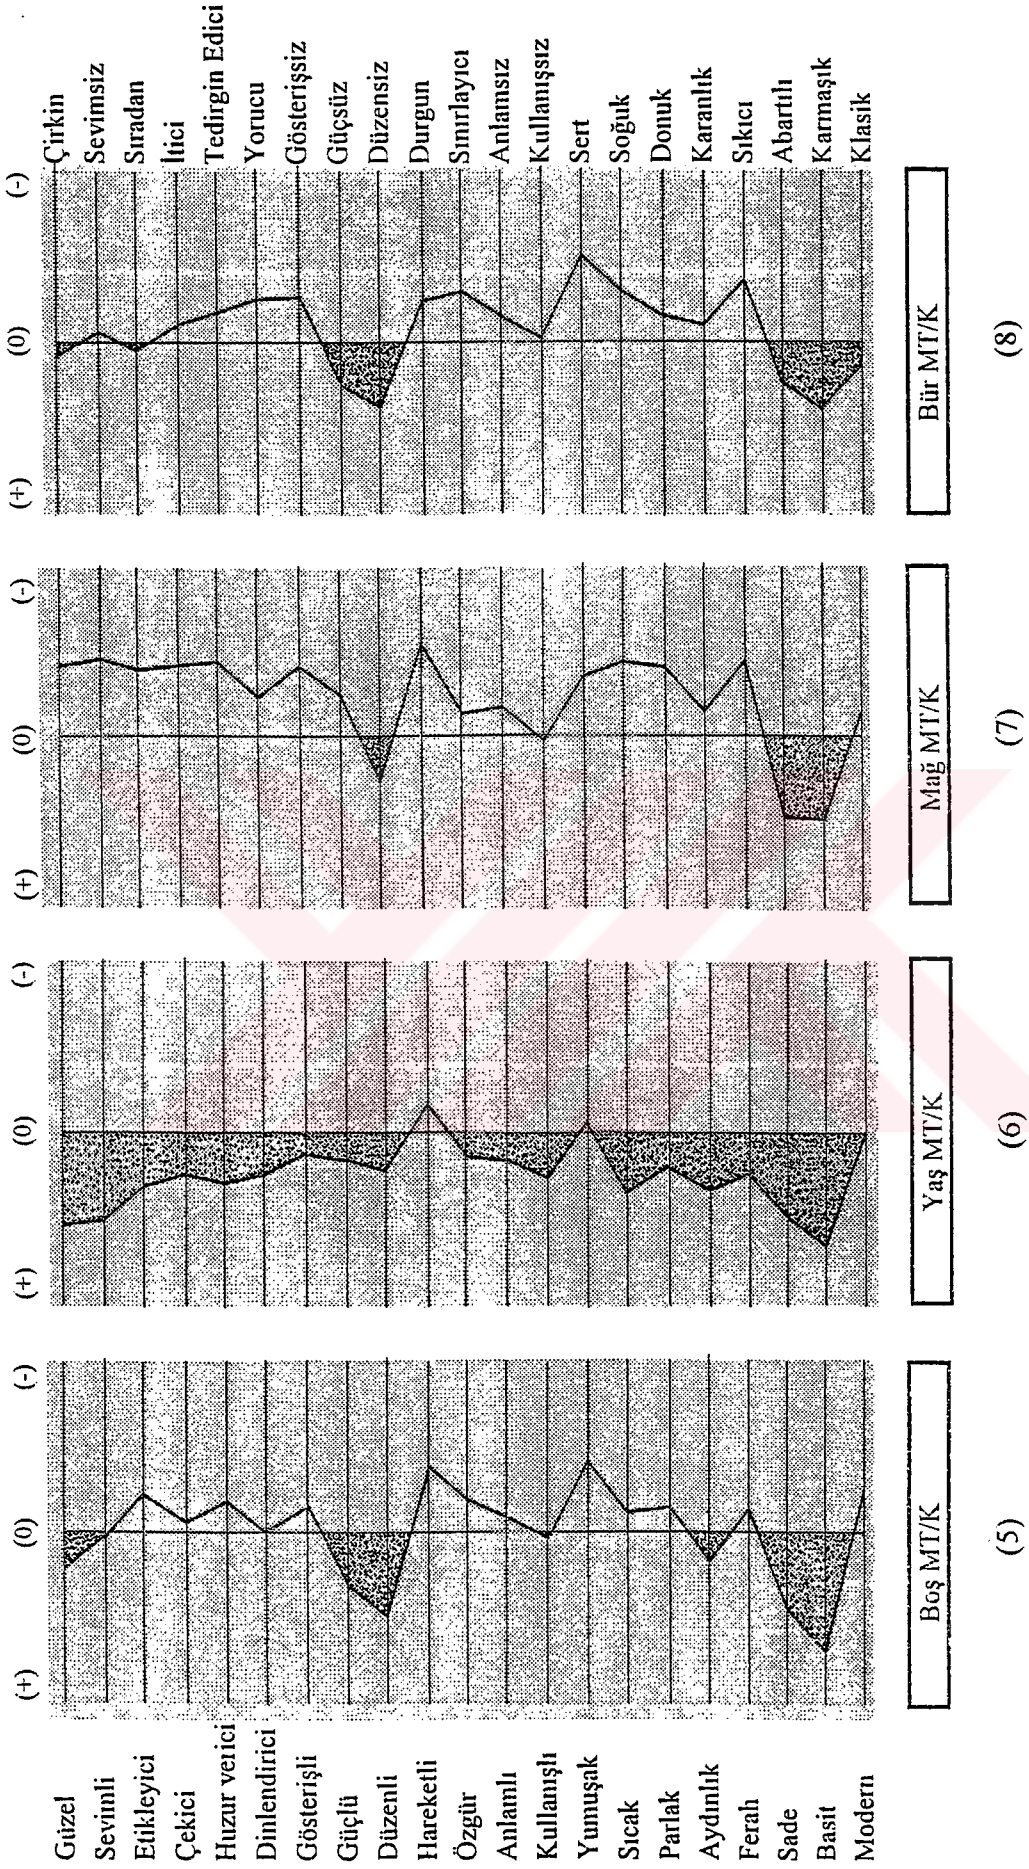 (+) (0) (-) (+) (0) (-) (+) (0) (-) (+) (0) (-)
Güzel Çirkin
Sevimli Sevimsiz
Etikleyici Sıradan
Çekici İtici
Huzur verici Tedirgin Edici
Dinlendirici Yorucu
Gösterişli Gösterişsiz
Güçlü Güçsüz
Düzenli Düzensiz
Hareketli Durgun
Özgür Sınırlayıcı
Anlamlı Anlamsız
Kullanışlı Kullanışsız
Yumuşak Sert
Sıcak Soğuk
Parlak Donuk
Aydınlık Karanlık
Ferah Sıkıcı
Sade Abartılı
Basit Karmaşık
Modern Klasik
Boş MT/K Yaş MT/K Mağ MT/K Bür MT/K
(5) (6) (7) (8)